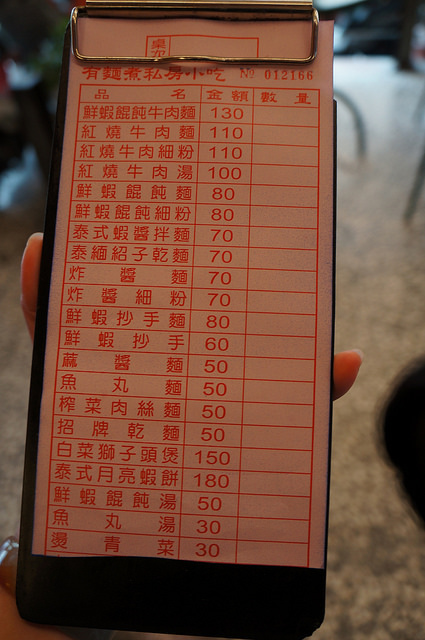 桌
有麵煮私房小吃 № 012166
品 名 金額 數量
鮮蝦餛飩牛肉麵 130
紅燒牛肉麵 110
紅燒牛肉細粉 110
紅燒牛肉湯 100
鮮蝦餛飩麵 80
鮮蝦餛飩細粉 80
泰式蝦醬拌麵 70
泰緬紹子乾麵 70
炸醬麵 70
炸醬細粉 70
鮮蝦抄手麵 80
鮮蝦抄手 60
蔴醬麵 50
魚丸麵 50
榨菜肉絲麵 50
招牌乾麵 50
白菜獅子頭煲 150
泰式月亮蝦餅 180
鮮蝦餛飩湯 50
魚丸湯 30
燙青菜 30